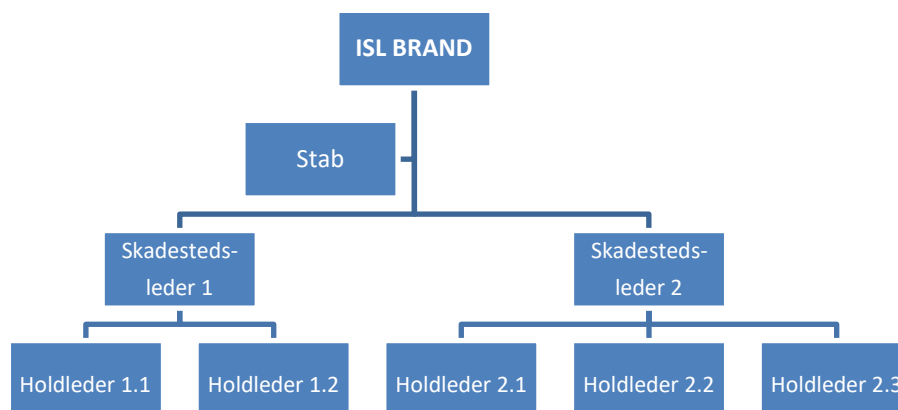 ISL BRAND
Stab
Skadesteds-
leder 1
Skadesteds-
leder 2
Holdleder 1.1
Holdleder 1.2
Holdleder 2.1
Holdleder 2.2
Holdleder 2.3